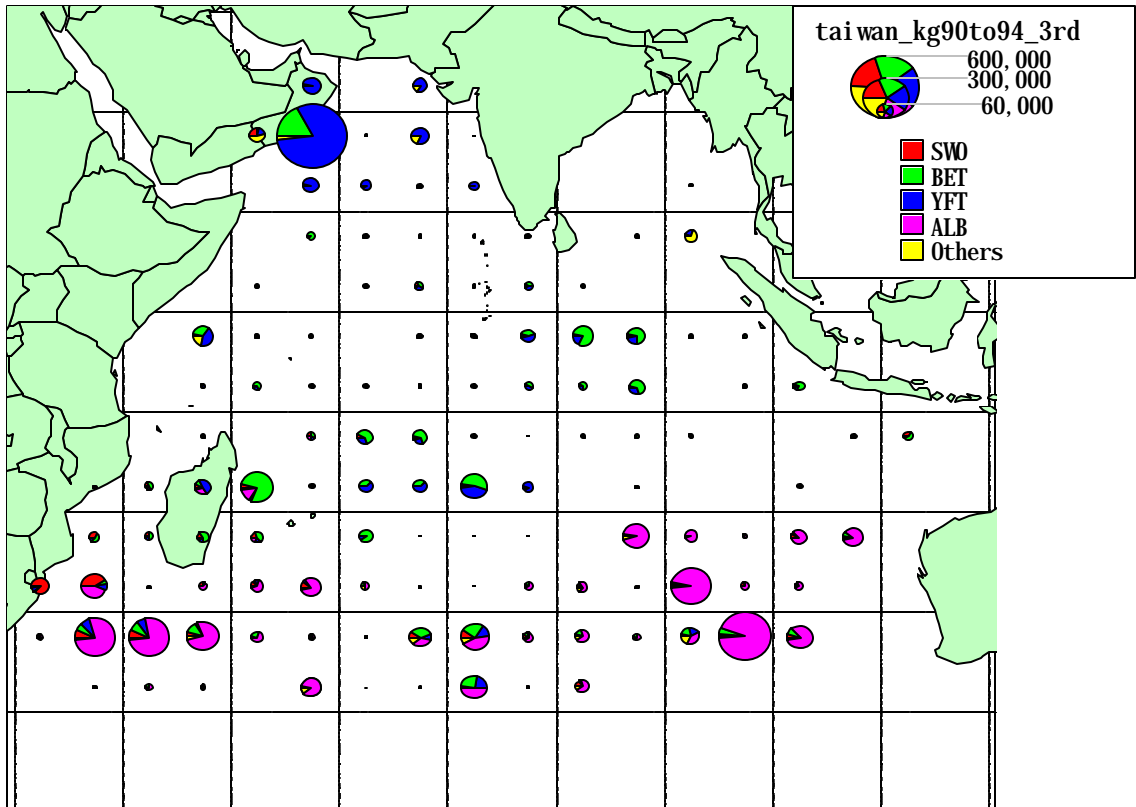 taiwan_kg90to94_3rd
600,000
300,000
60,000
SWO
BET
YFT
ALB
Others